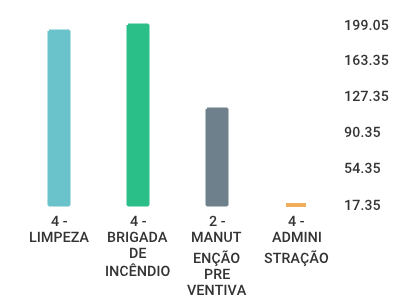 199.05
163.35
127.35
90.35
54.35
17.35
4 -
LIMPEZA
4 -
BRIGADA
DE
INCÊNDIO
2 -
MANUT
ENÇÃO
PRE
VENTIVA
4 -
ADMINI
STRAÇÃO